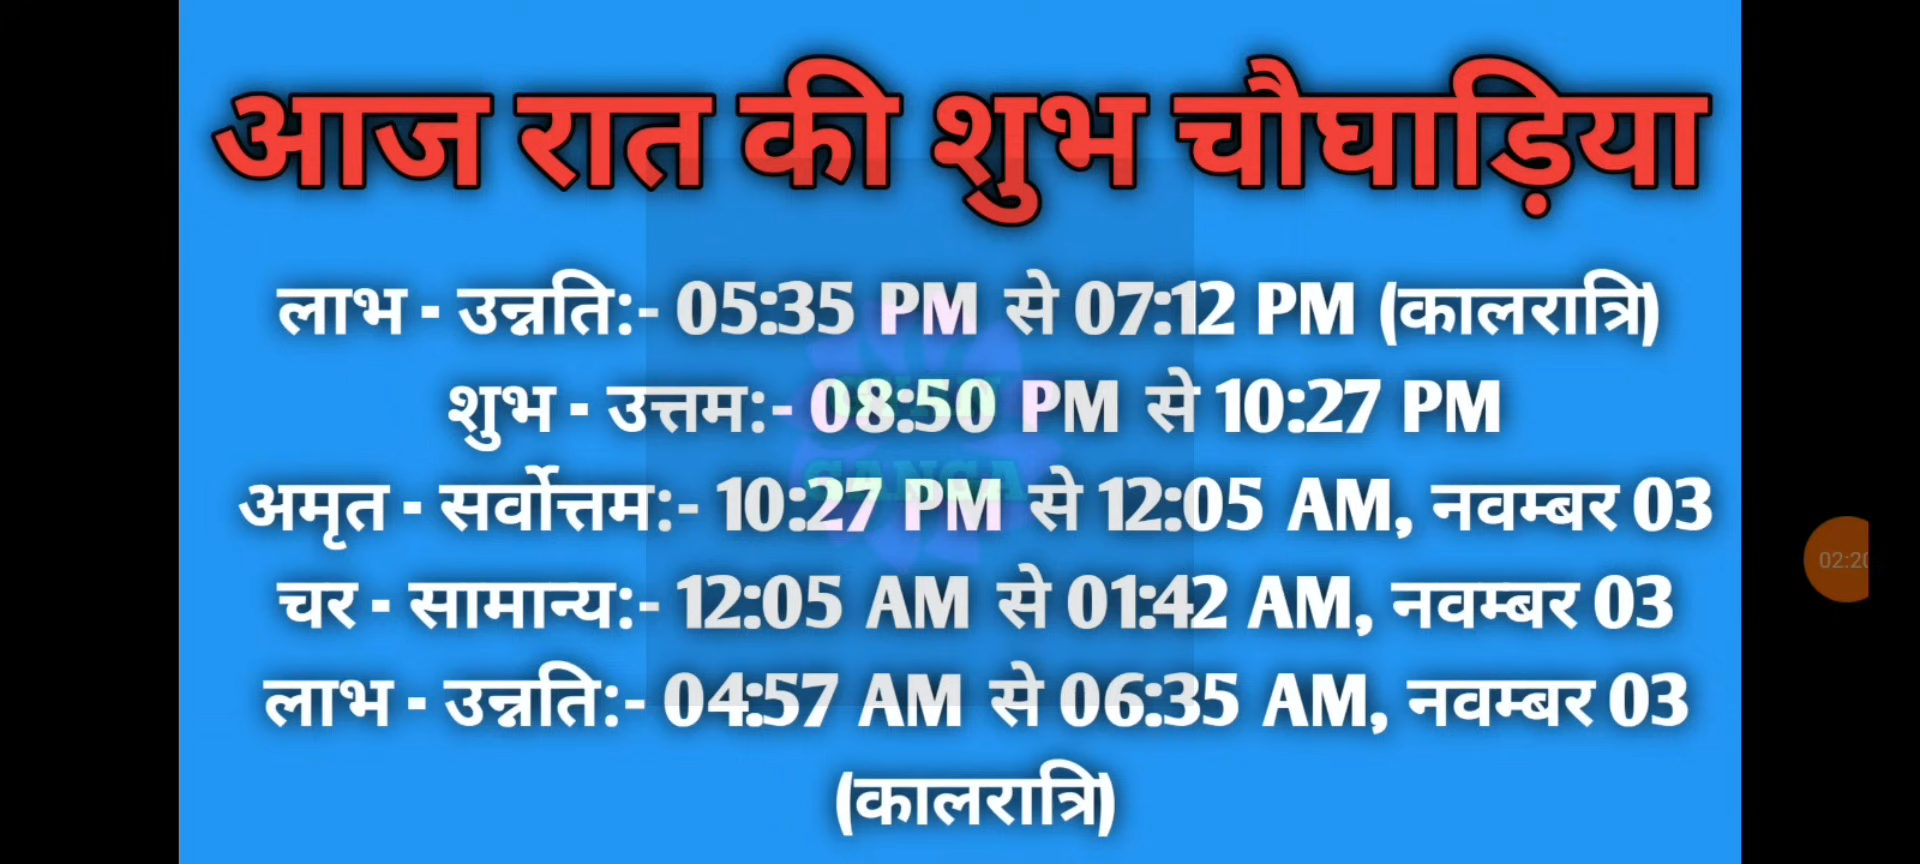 आज रात की शुभ चौघाड़िया
लाभ - उन्नति:- 05:35 PM से 07:12 PM (कालरात्रि)
शुभ - उत्तम:- 08:50 PM से 10:27 PM
अमृत - सर्वोत्तम:- 10:27 PM से 12:05 AM, नवम्बर 03
चर - सामान्य:- 12:05 AM से 01:42 AM, नवम्बर 03
लाभ - उन्नति:- 04:57 AM से 06:35 AM, नवम्बर 03
(कालरात्रि)
GANGA